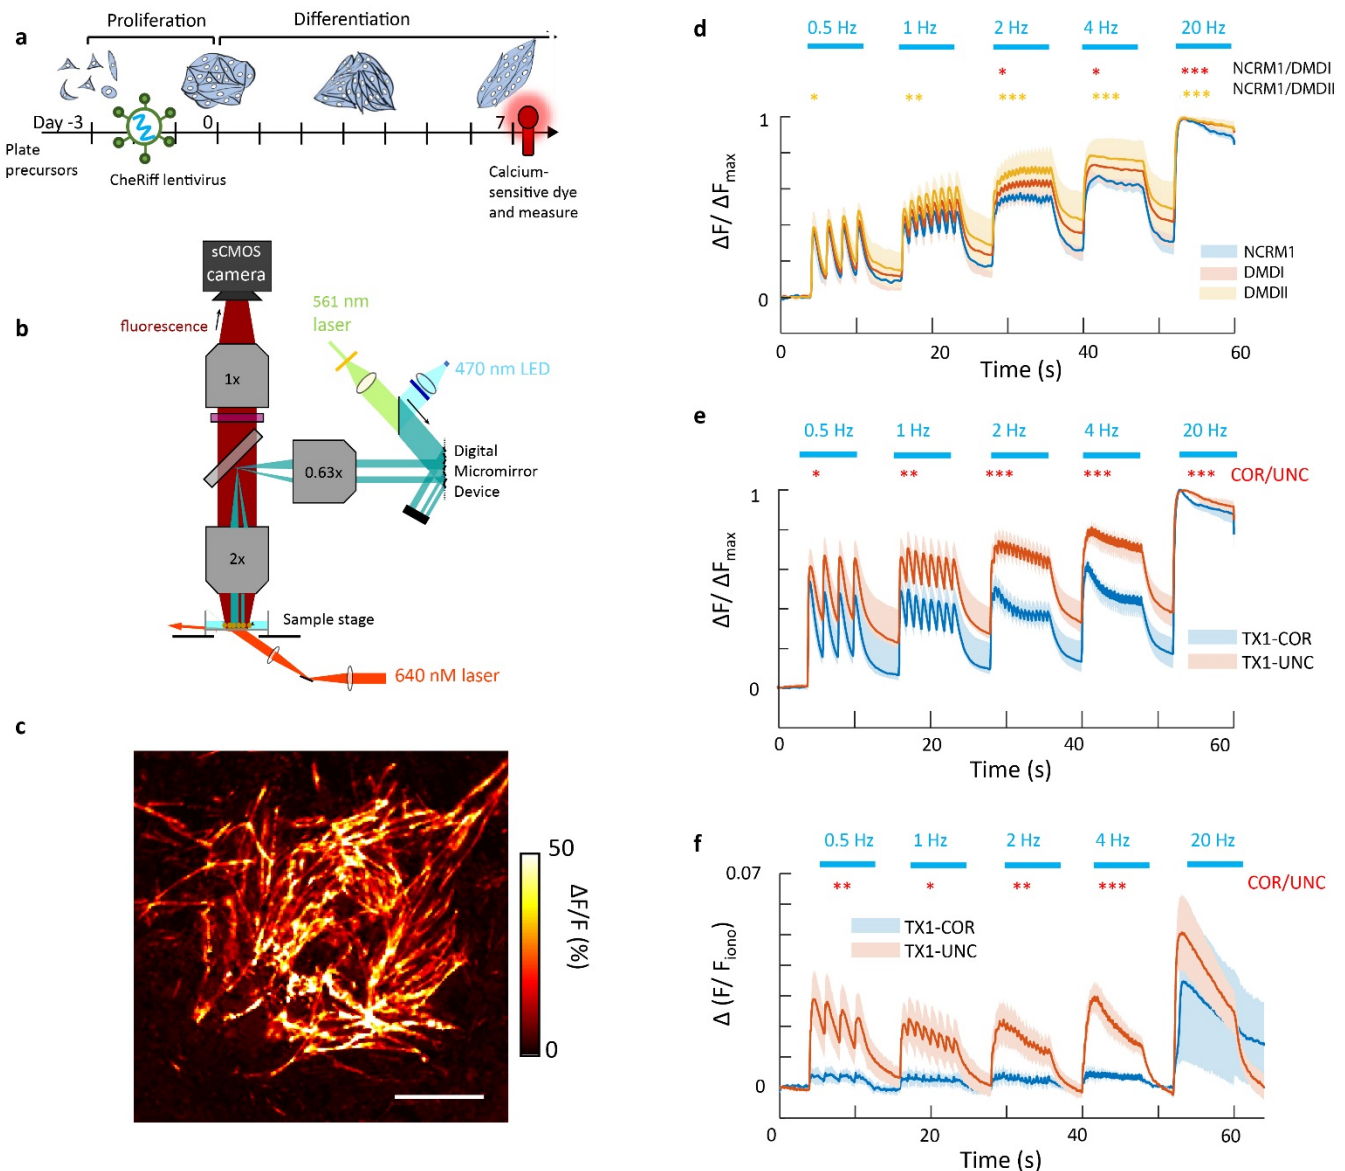 a
Proliferation
Differentiation
Day -3
0
7
Plate
precursors
CheRiff lentivirus
Calcium-
sensitive dye
and measure
b
sCMOS
camera
fluorescence
561 nm
laser
470 nm LED
1x
0.63x
Digital
Micromirror
Device
2x
Sample stage
640 nM laser
c
50
ΔF/F (%)
0
d
0.5 Hz 1 Hz 2 Hz 4 Hz 20 Hz
* * *** NCRM1/DMDI
* ** *** *** *** NCRM1/DMDII
1
ΔF/ ΔFmax
0
NCRM1
DMDI
DMDII
0 20 40 60
Time (s)
e
0.5 Hz 1 Hz 2 Hz 4 Hz 20 Hz
* ** *** *** *** COR/UNC
1
ΔF/ ΔFmax
0
TX1-COR
TX1-UNC
0 20 40 60
Time (s)
f
0.5 Hz 1 Hz 2 Hz 4 Hz 20 Hz
** * ** *** COR/UNC
0.07
Δ (F/ Fiono)
0
TX1-COR
TX1-UNC
0 20 40 60
Time (s)